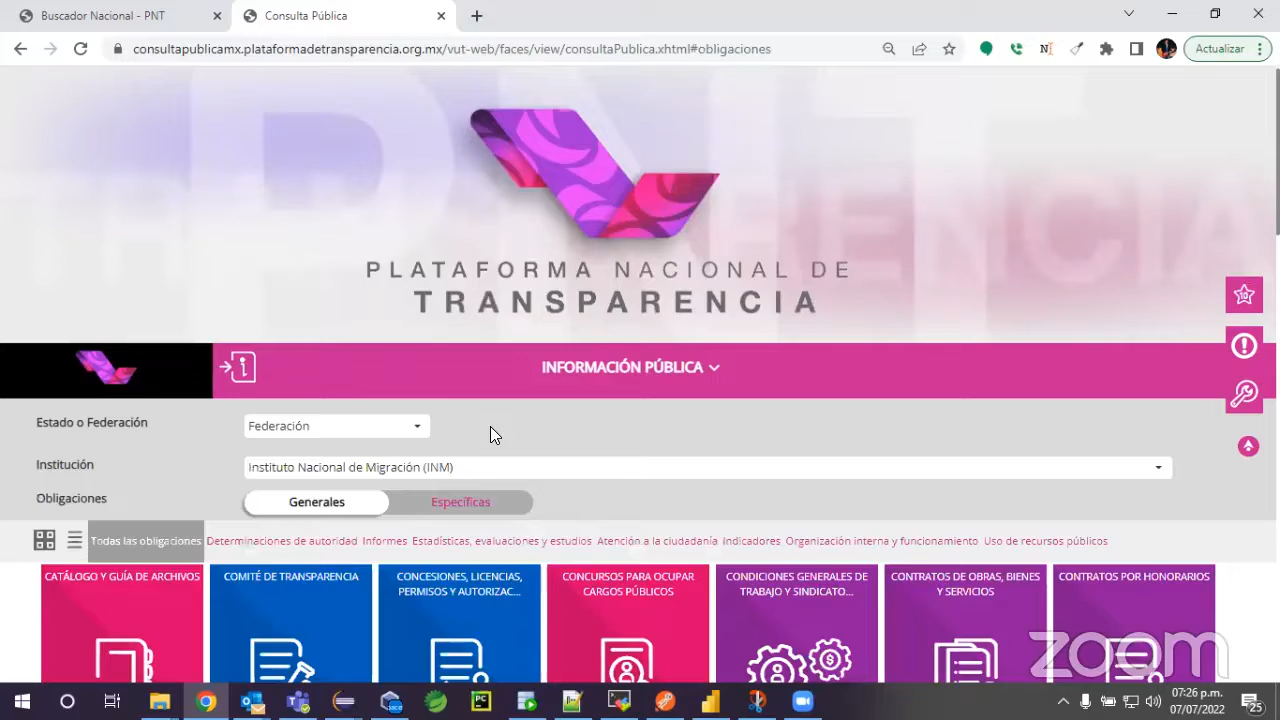 Buscador Nacional - PNT
Consulta Pública
consultapublicamx.plataformadetransparencia.org.mx/vut-web/faces/view/consultaPublica.xhtml#obligaciones
Actualizar
PLATAFORMA NACIONAL DE
TRANSPARENCIA
INFORMACIÓN PÚBLICA
Estado o Federación
Federación
Institución
Instituto Nacional de Migración (INM)
Obligaciones
Generales
Específicas
Todas las obligaciones Determinaciones de autoridad Informes Estadísticas, evaluaciones y estudios Atención a la ciudadanía Indicadores Organización interna y funcionamiento Uso de recursos públicos
CATÁLOGO Y GUÍA DE ARCHIVOS
COMITÉ DE TRANSPARENCIA
CONCESIONES, LICENCIAS,
PERMISOS Y AUTORIZAC...
CONCURSOS PARA OCUPAR
CARGOS PÚBLICOS
CONDICIONES GENERALES DE
TRABAJO Y SINDICATO...
CONTRATOS DE OBRAS, BIENES
Y SERVICIOS
CONTRATOS POR HONORARIOS
zoom
07:26 p.m.
07/07/2022
25